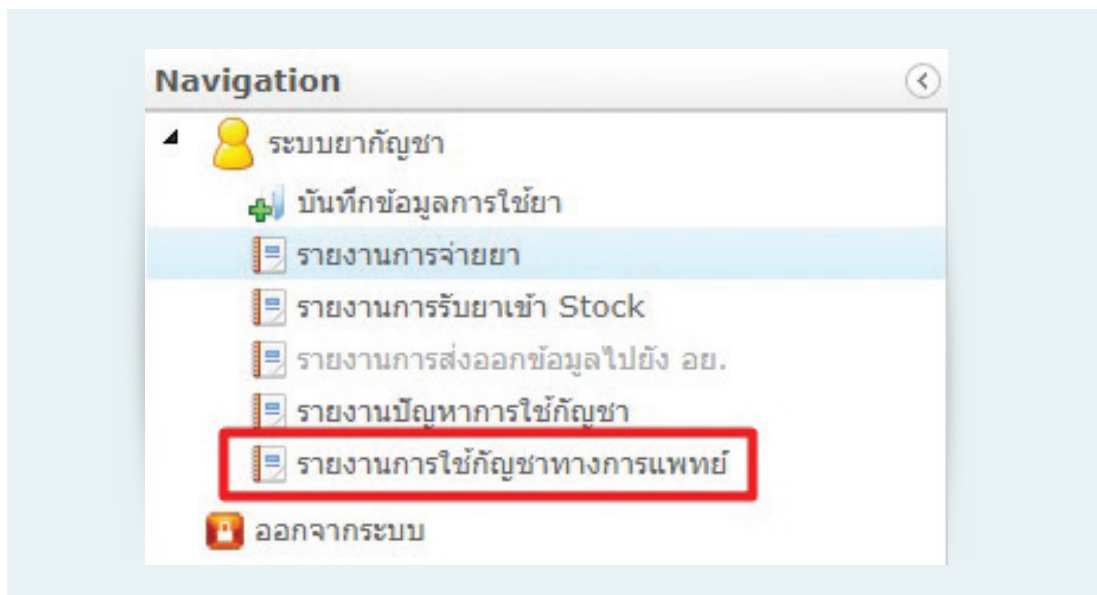 Navigation
ระบบยากัญชา
บันทึกข้อมูลการใช้ยา
รายงานการจ่ายยา
รายงานการรับยาเข้า Stock
รายงานการส่งออกข้อมูลไปยัง อย.
รายงานปัญหาการใช้กัญชา
รายงานการใช้กัญชาทางการแพทย์
ออกจากระบบ